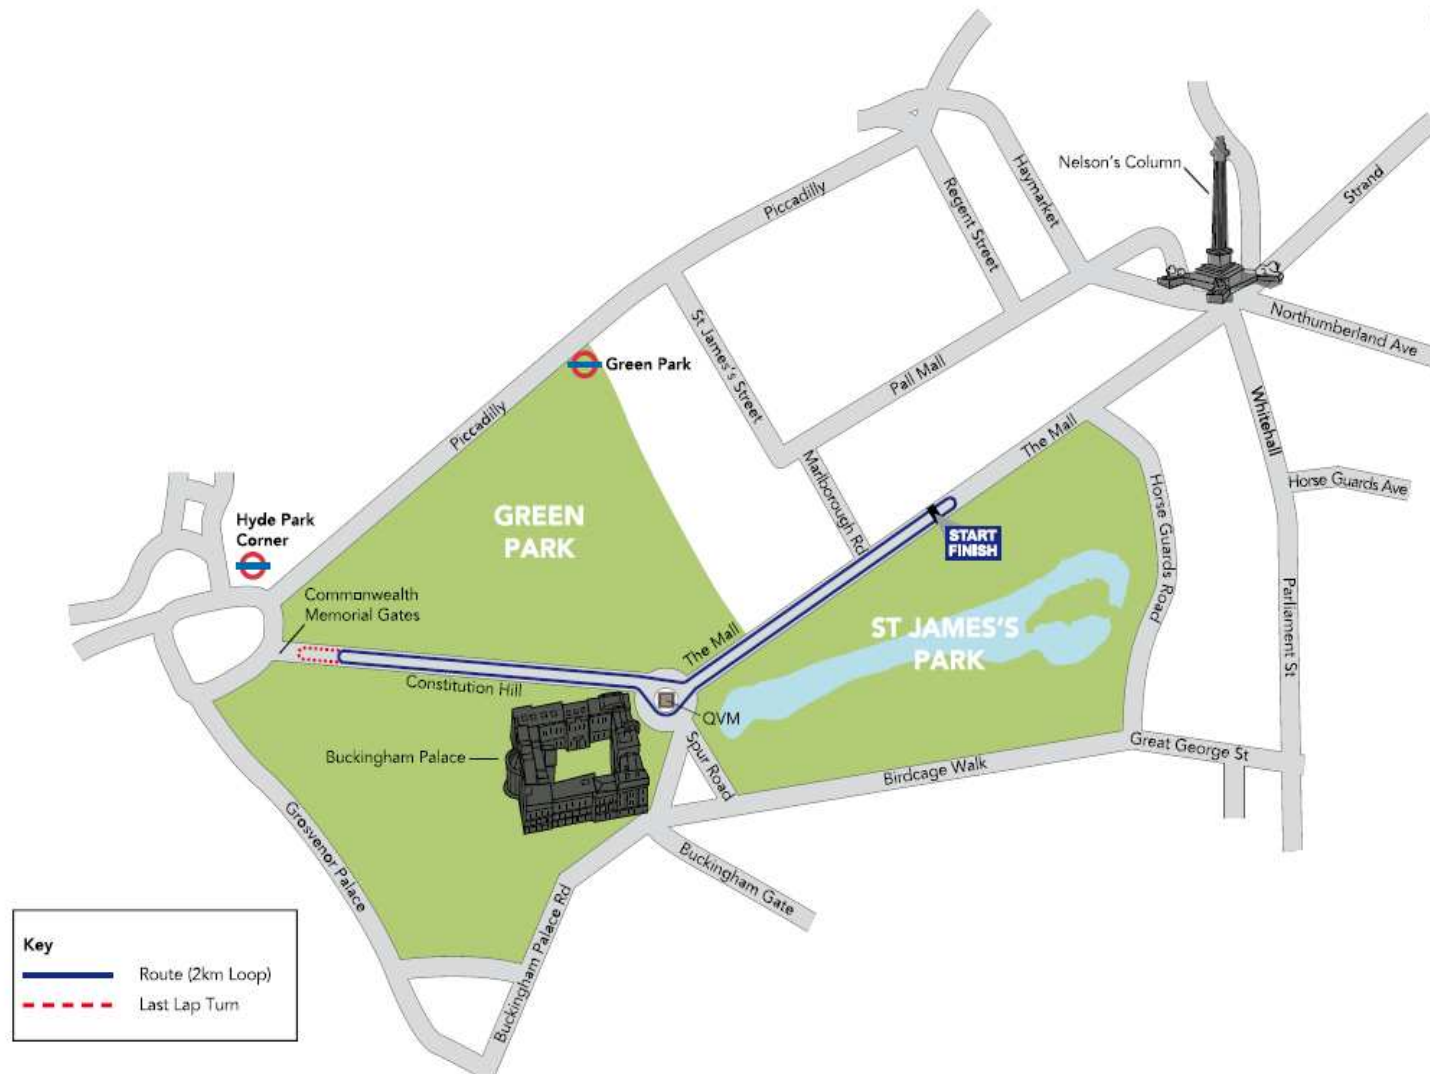 Nelson's Column
Haymarket
Strand
Piccadilly
Regent Street
Northumberland Ave
St James's Street
Green Park
Pall Mall
Whitehall
Piccadilly
The Mall
Marlborough Rd
Horse Guards Ave
Horse Guards Road
GREEN
PARK
Hyde Park
Corner
START
FINISH
Commonwealth
Memorial Gates
Parliament St
ST JAMES'S
PARK
The Mall
Constitution Hill
QVM
Buckingham Palace
Spur Road
Great George St
Birdcage Walk
Grosvenor Palace
Buckingham Gate
Buckingham Palace Rd
Key
Route (2km Loop)
Last Lap Turn